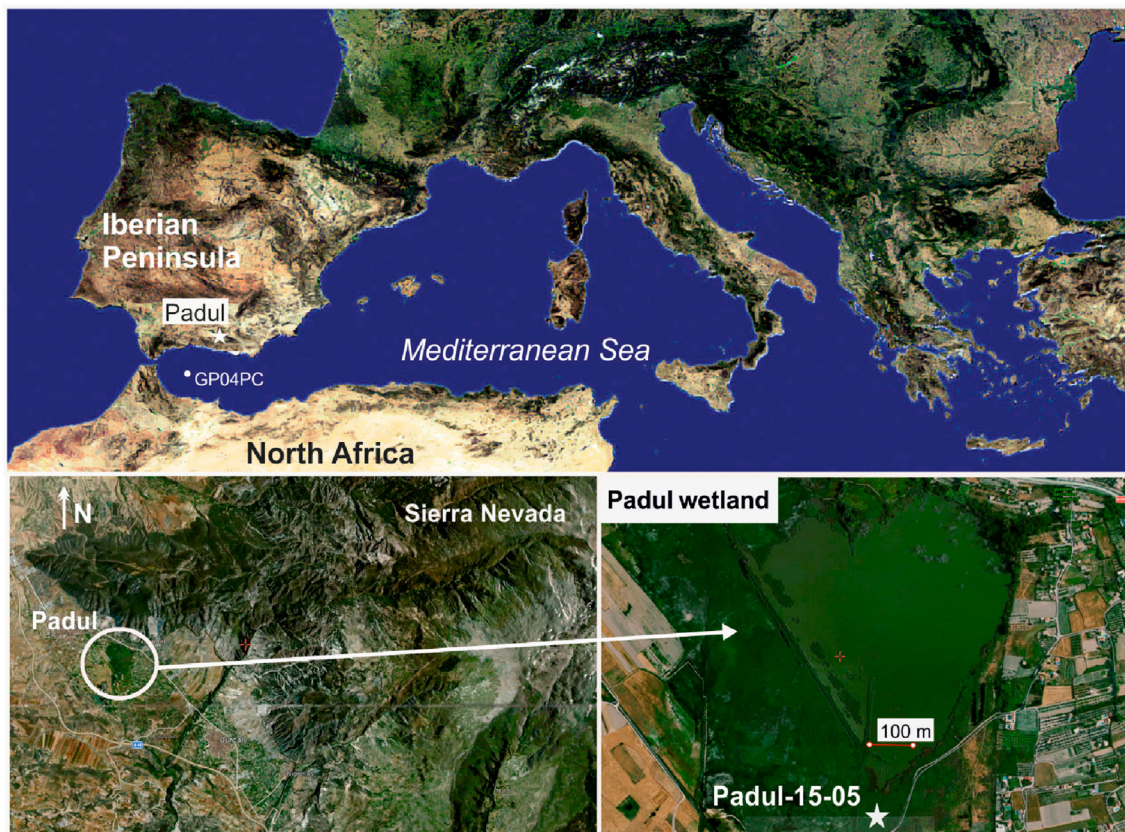 Iberian
Peninsula
Padul
GP04PC
Mediterranean Sea
North Africa
N
Sierra Nevada
Padul
Padul wetland
100 m
Padul-15-05